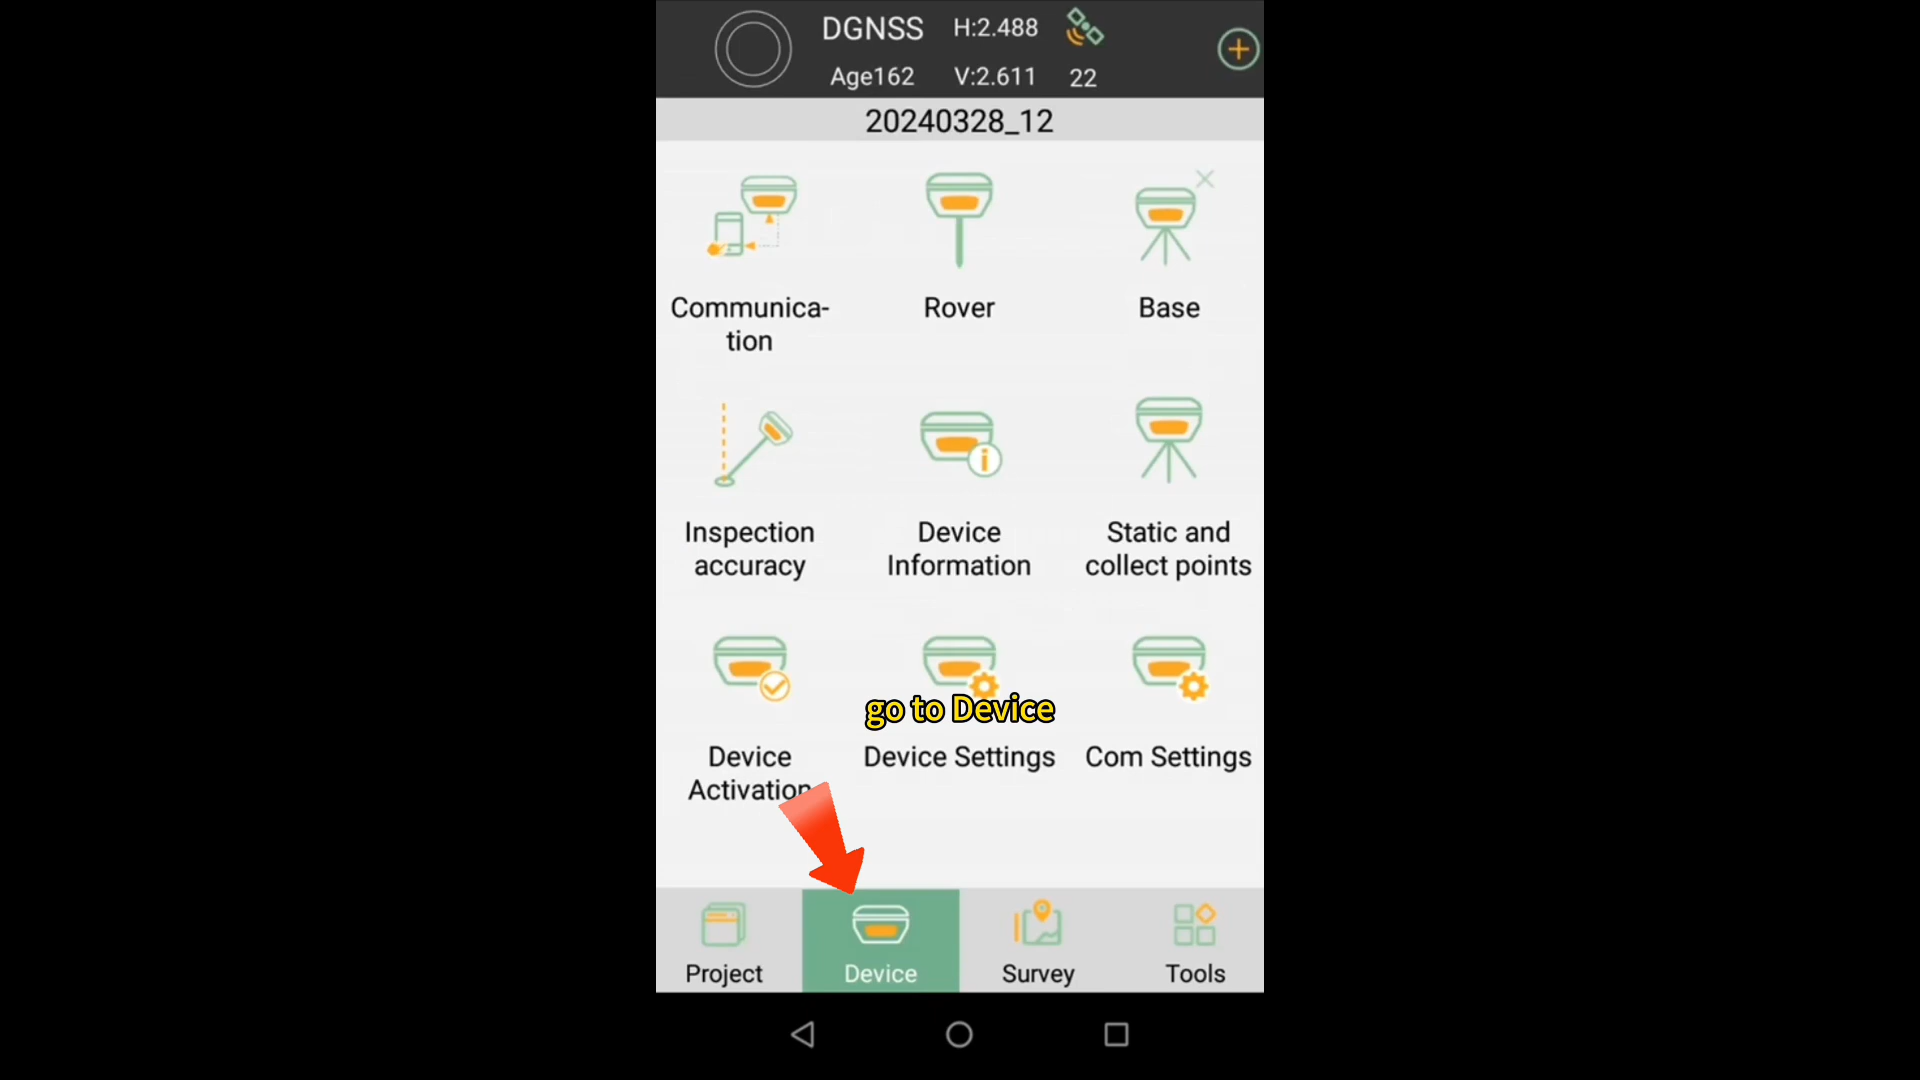 DGNSS H:2.488
Age162 V:2.611 22
20240328_12
Communica-
tion
Rover
Base
Inspection
accuracy
Device
Information
Static and
collect points
go to Device
Device
Activation
Device Settings
Com Settings
Project
Device
Survey
Tools